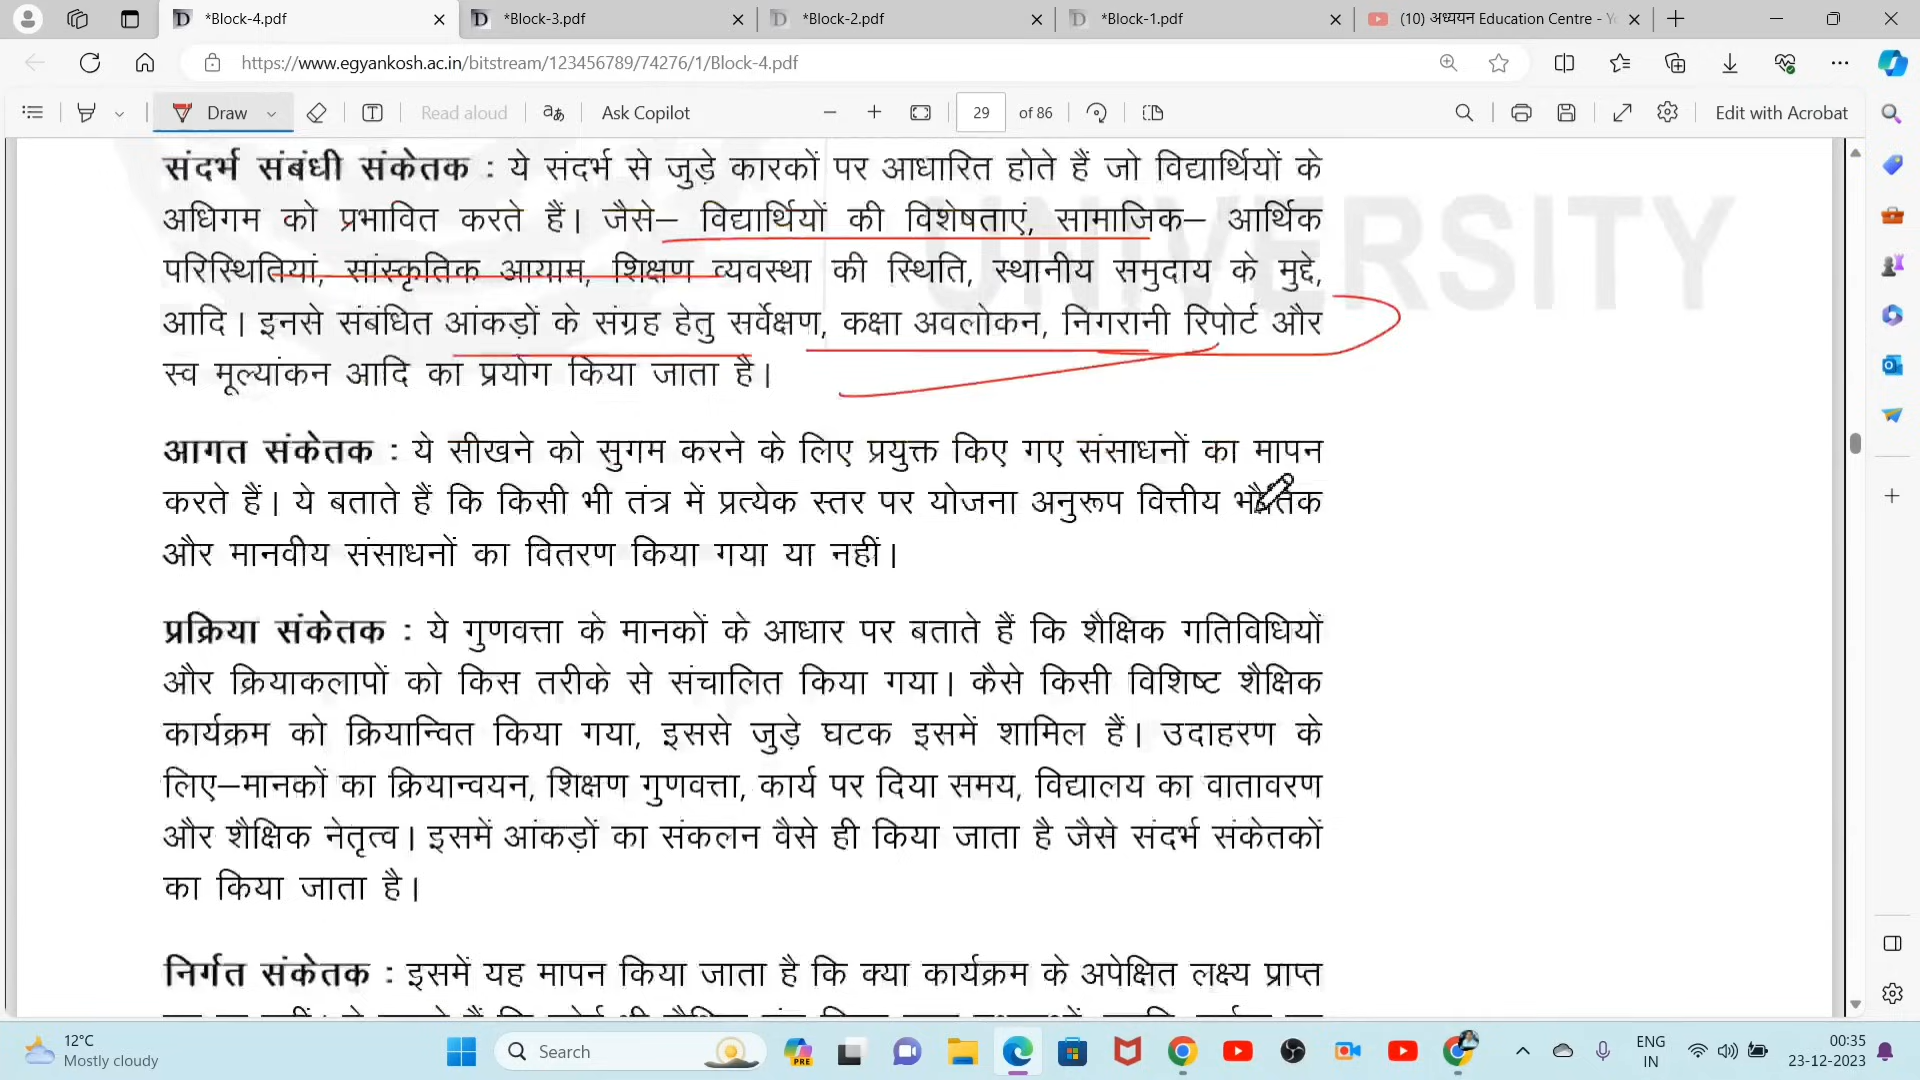 *Block-4.pdf
*Block-3.pdf
*Block-2.pdf
*Block-1.pdf
(10) अध्ययन Education Centre - Yo
https://www.egyankosh.ac.in/bitstream/123456789/74276/1/Block-4.pdf
Draw
Read aloud
Ask Copilot
29 of 86
Edit with Acrobat
UNIVERSITY
संदर्भ संबंधी संकेतक : ये संदर्भ से जुड़े कारकों पर आधारित होते हैं जो विद्यार्थियों के
अधिगम को प्रभावित करते हैं। जैसे– विद्यार्थियों की विशेषताएं, सामाजिक– आर्थिक
परिस्थितियां, सांस्कृतिक आयाम, शिक्षण व्यवस्था की स्थिति, स्थानीय समुदाय के मुद्दे,
आदि। इनसे संबंधित आंकड़ों के संग्रह हेतु सर्वेक्षण, कक्षा अवलोकन, निगरानी रिपोर्ट और
स्व मूल्यांकन आदि का प्रयोग किया जाता है।
आगत संकेतक : ये सीखने को सुगम करने के लिए प्रयुक्त किए गए संसाधनों का मापन
करते हैं। ये बताते हैं कि किसी भी तंत्र में प्रत्येक स्तर पर योजना अनुरूप वित्तीय भौतिक
और मानवीय संसाधनों का वितरण किया गया या नहीं।
प्रक्रिया संकेतक : ये गुणवत्ता के मानकों के आधार पर बताते हैं कि शैक्षिक गतिविधियों
और क्रियाकलापों को किस तरीके से संचालित किया गया। कैसे किसी विशिष्ट शैक्षिक
कार्यक्रम को क्रियान्वित किया गया, इससे जुड़े घटक इसमें शामिल हैं। उदाहरण के
लिए–मानकों का क्रियान्वयन, शिक्षण गुणवत्ता, कार्य पर दिया समय, विद्यालय का वातावरण
और शैक्षिक नेतृत्व। इसमें आंकड़ों का संकलन वैसे ही किया जाता है जैसे संदर्भ संकेतकों
का किया जाता है।
निर्गत संकेतक : इसमें यह मापन किया जाता है कि क्या कार्यक्रम के अपेक्षित लक्ष्य प्राप्त
12°C
Mostly cloudy
Search
PRE
ENG
IN
00:35
23-12-2023